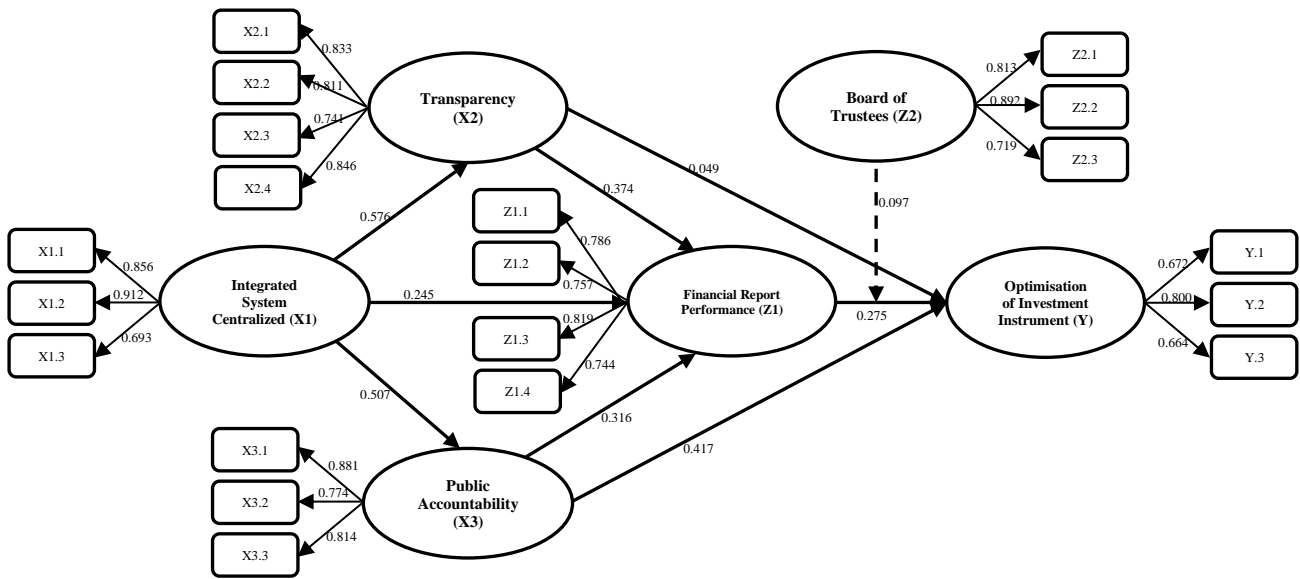 X2.1
X2.2
X2.3
X2.4
0.833
0.811
0.741
0.846
Transparency
(X2)
Board of
Trustees (Z2)
0.813
0.892
0.719
Z2.1
Z2.2
Z2.3
0.576
0.374
0.049
0.097
X1.1
X1.2
X1.3
0.856
0.912
0.693
Integrated
System
Centralized (X1)
0.245
Z1.1
Z1.2
Z1.3
Z1.4
0.786
0.757
0.819
0.744
Financial Report
Performance (Z1)
0.275
Optimisation
of Investment
Instrument (Y)
0.672
0.800
0.664
Y.1
Y.2
Y.3
0.507
0.316
0.417
X3.1
X3.2
X3.3
0.881
0.774
0.814
Public
Accountability
(X3)